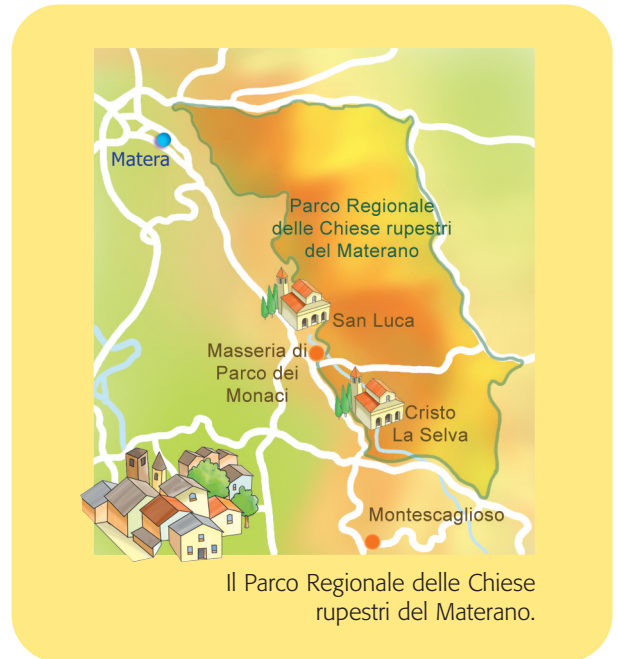 Matera
Parco Regionale
delle Chiese rupestri
del Materano
San Luca
Masseria di
Parco dei
Monaci
Cristo
La Selva
Montescaglioso
Il Parco Regionale delle Chiese
rupestri del Materano.